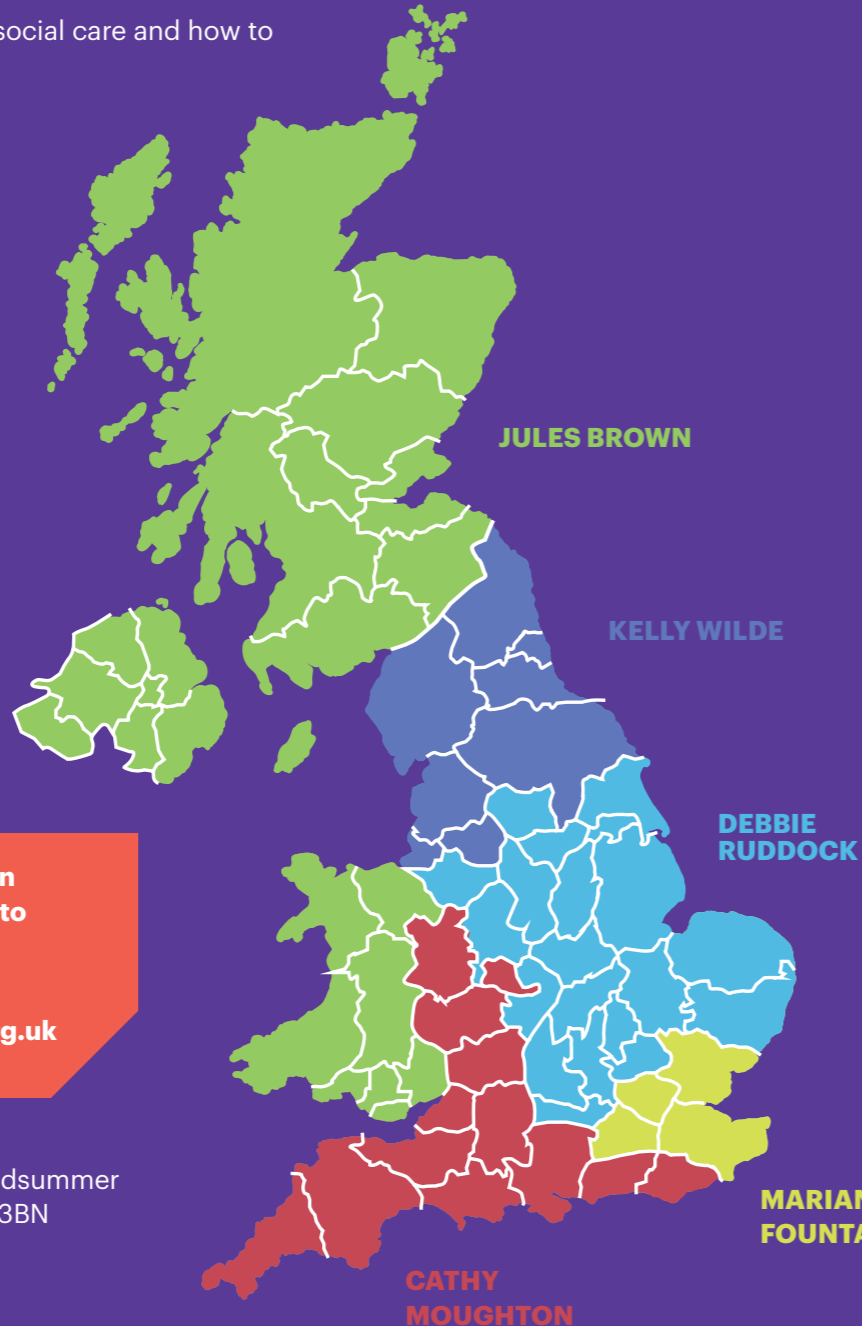 social care and how to
JULES BROWN
KELLY WILDE
DEBBIE
RUDDOCK
n
to
g.uk
dsummer
3BN
MARIAN
FOUNTA
CATHY
MOUGHTON